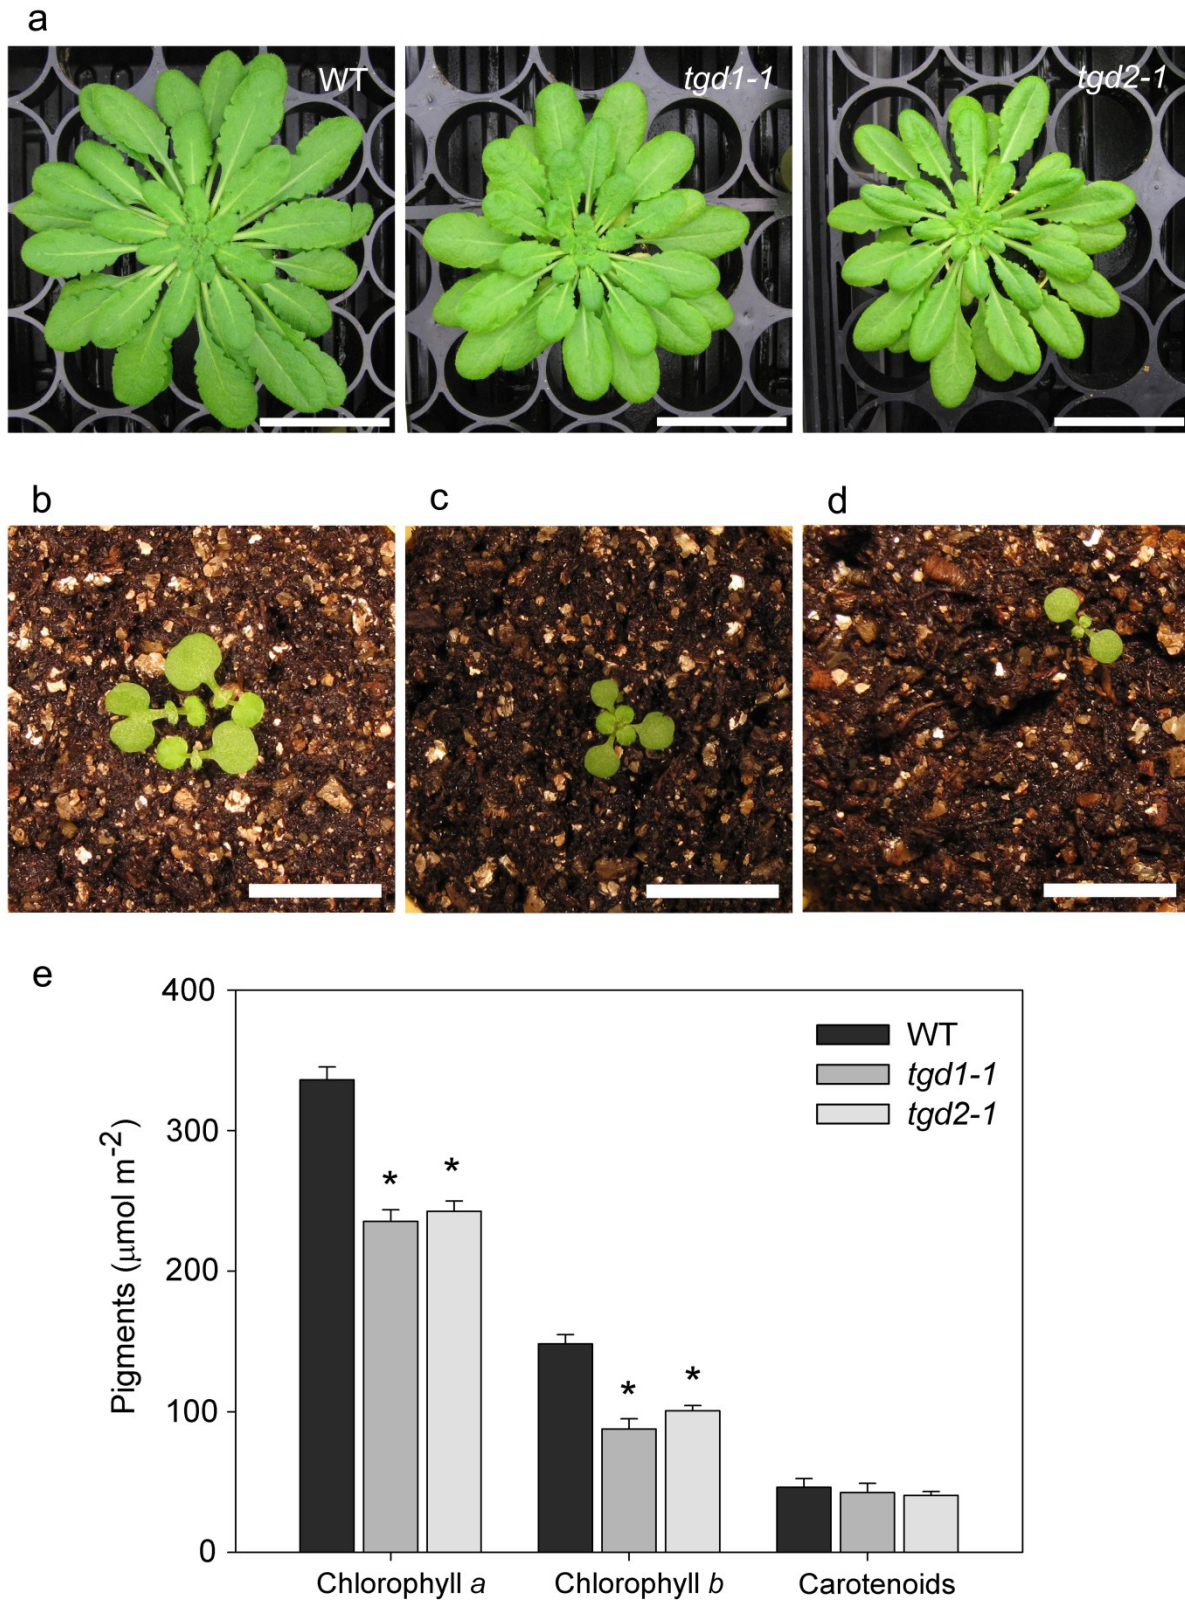 a
WT
tgd1-1
tgd2-1
b
c
d
e
400
300
200
100
0
Pigments (μmol m⁻²)
WT
tgd1-1
tgd2-1
*
*
*
*
Chlorophyll a
Chlorophyll b
Carotenoids